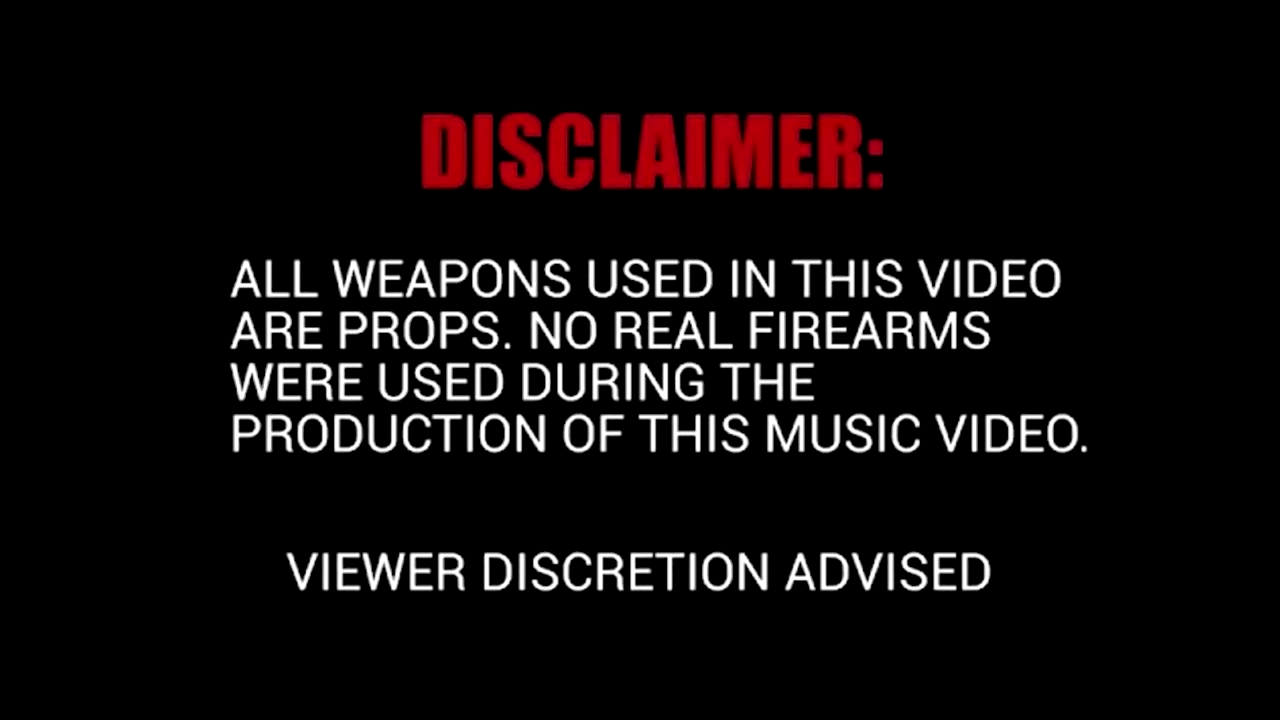 DISCLAIMER:
ALL WEAPONS USED IN THIS VIDEO
ARE PROPS. NO REAL FIREARMS
WERE USED DURING THE
PRODUCTION OF THIS MUSIC VIDEO.
VIEWER DISCRETION ADVISED